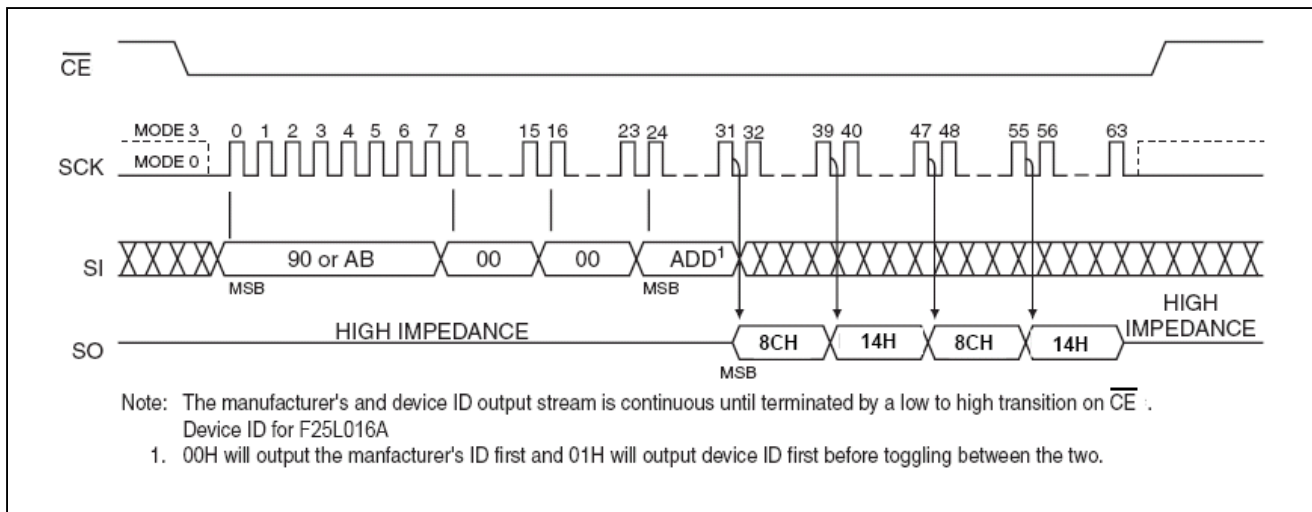 CE
MODE 3 0 1 2 3 4 5 6 7 8 15 16 23 24 31 32 39 40 47 48 55 56 63
SCK MODE 0
SI 90 or AB 00 00 ADD1
MSB MSB
HIGH
HIGH IMPEDANCE IMPEDANCE
SO 8CH 14H 8CH 14H
MSB
Note: The manufacturer's and device ID output stream is continuous until terminated by a low to high transition on CE .
Device ID for F25L016A
1. 00H will output the manfacturer's ID first and 01H will output device ID first before toggling between the two.